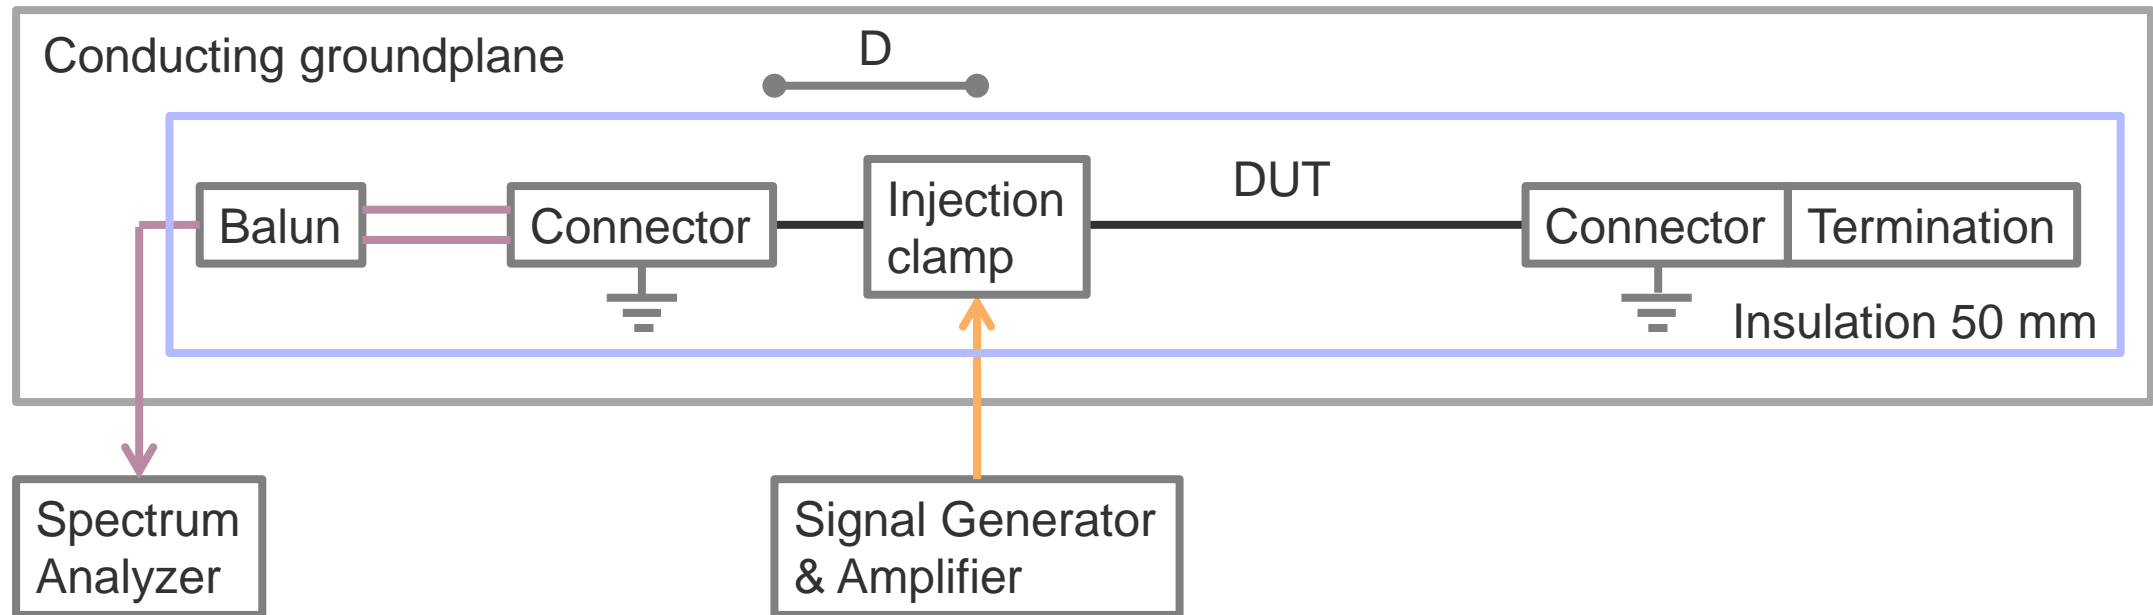 Conducting groundplane
D
Balun
Connector
Injection
clamp
DUT
Connector
Termination
Insulation 50 mm
Spectrum
Analyzer
Signal Generator
& Amplifier